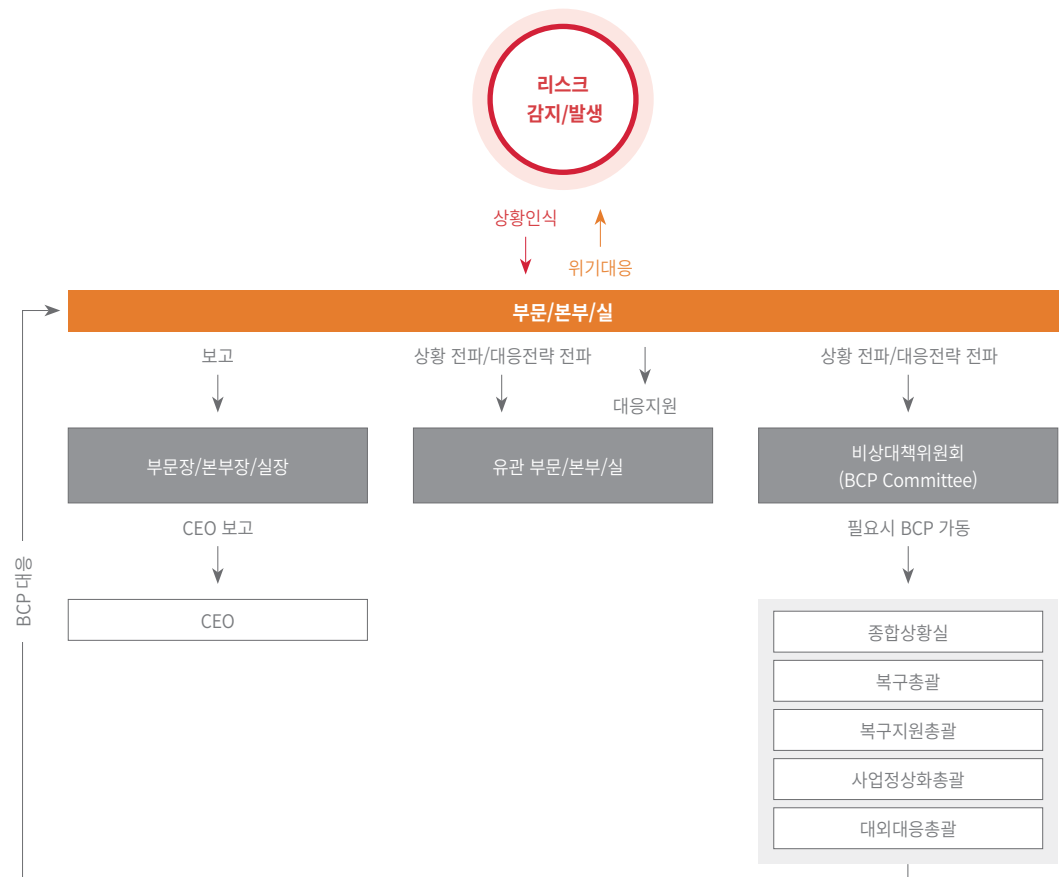 리스크
감지/발생
상황인식
위기대응
부문/본부/실
보고
상황 전파/대응전략 전파
대응지원
상황 전파/대응전략 전파
부문장/본부장/실장
유관 부문/본부/실
비상대책위원회
(BCP Committee)
CEO 보고
필요시 BCP 가동
BCP 대응
CEO
종합상황실
복구총괄
복구지원총괄
사업정상화총괄
대외대응총괄